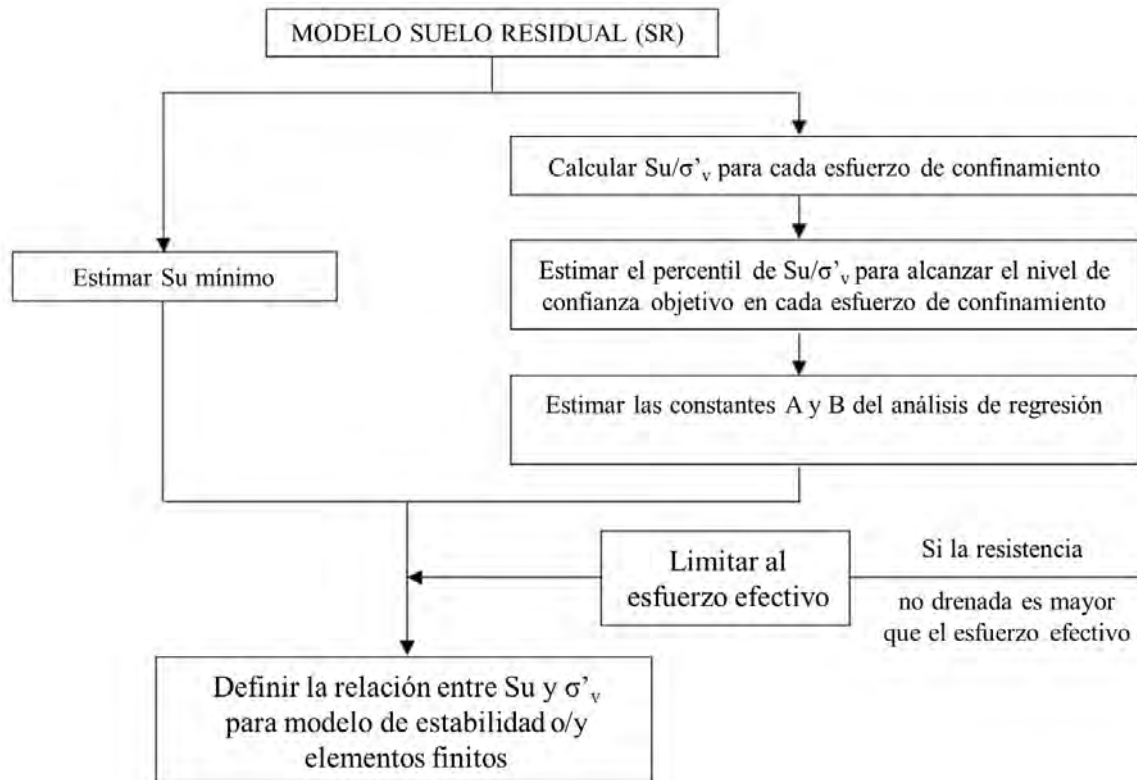 MODELO SUELO RESIDUAL (SR)
Calcular Su/σ’v para cada esfuerzo de confinamiento
Estimar Su mínimo
Estimar el percentil de Su/σ’v para alcanzar el nivel de
confianza objetivo en cada esfuerzo de confinamiento
Estimar las constantes A y B del análisis de regresión
Limitar al
esfuerzo efectivo
Si la resistencia
no drenada es mayor
que el esfuerzo efectivo
Definir la relación entre Su y σ’v
para modelo de estabilidad o/y
elementos finitos